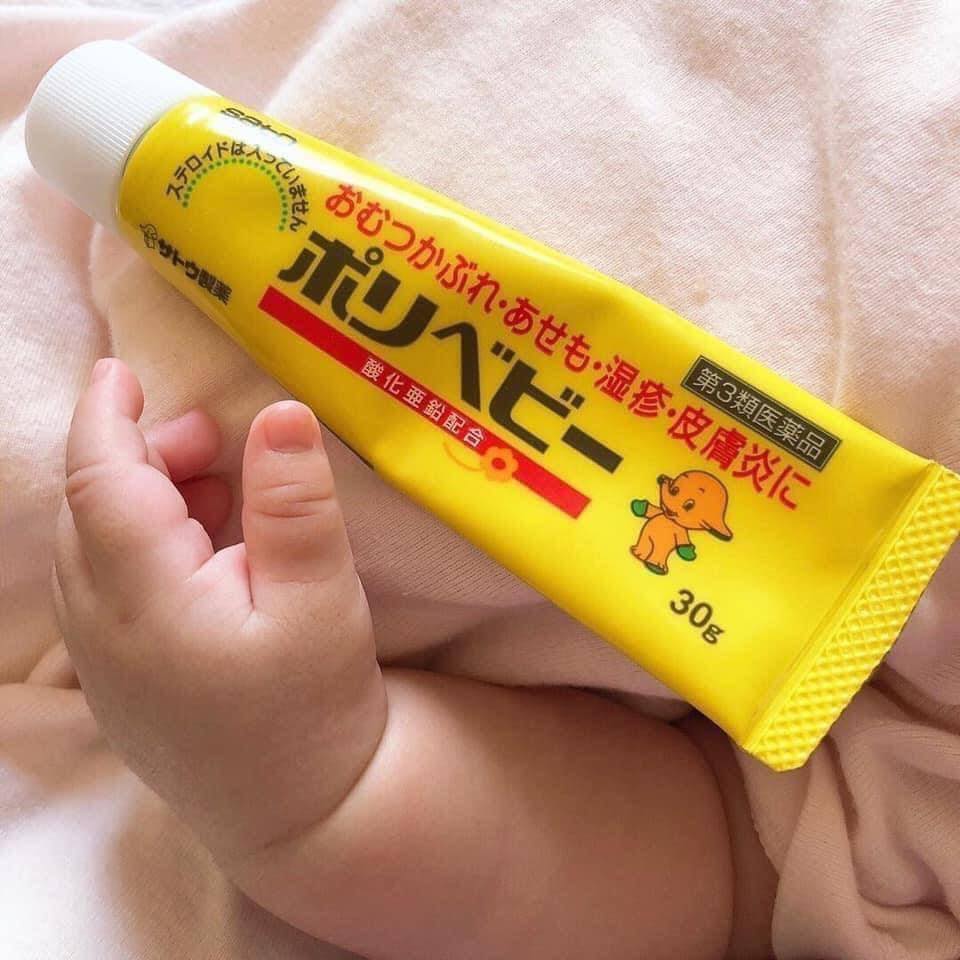 sato
ステロイドは入っていません
サトウ製薬
おむつかぶれ・あせも・湿疹・皮膚炎に
ポリベビー
酸化亜鉛配合
第3類医薬品
30g